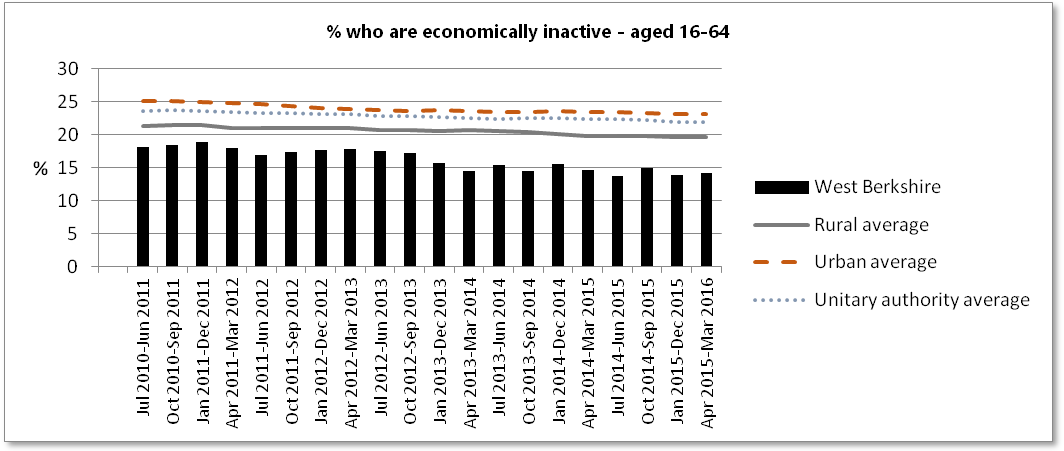 % who are economically inactive - aged 16-64
30
25
20
15
10
5
0
%
Jul 2010-Jun 2011
Oct 2010-Sep 2011
Jan 2011-Dec 2011
Apr 2011-Mar 2012
Jul 2011-Jun 2012
Oct 2011-Sep 2012
Jan 2012-Dec 2012
Apr 2012-Mar 2013
Jul 2012-Jun 2013
Oct 2012-Sep 2013
Jan 2013-Dec 2013
Apr 2013-Mar 2014
Jul 2013-Jun 2014
Oct 2013-Sep 2014
Jan 2014-Dec 2014
Apr 2014-Mar 2015
Jul 2014-Jun 2015
Oct 2014-Sep 2015
Jan 2015-Dec 2015
Apr 2015-Mar 2016
West Berkshire
Rural average
Urban average
Unitary authority average